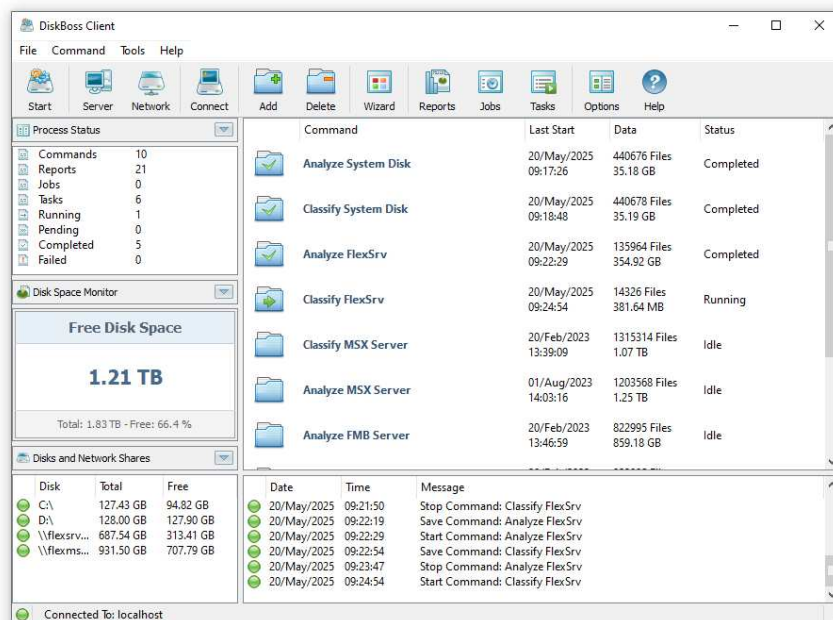 DiskBoss Client
File Command Tools Help
Start Server Network Connect Add Delete Wizard Reports Jobs Tasks Options Help
Process Status
Commands 10
Reports 21
Jobs 0
Tasks 6
Running 1
Pending 0
Completed 5
Failed 0
Disk Space Monitor
Free Disk Space
1.21 TB
Total: 1.83 TB - Free: 66.4 %
Disks and Network Shares
Disk Total Free
C:\ 127.43 GB 94.82 GB
D:\ 128.00 GB 127.90 GB
\\flexsrv... 687.54 GB 313.41 GB
\\flexms... 931.50 GB 707.79 GB
Command Last Start Data Status
Analyze System Disk 20/May/2025 09:17:26 440676 Files 35.18 GB Completed
Classify System Disk 20/May/2025 09:18:48 440678 Files 35.19 GB Completed
Analyze FlexSrv 20/May/2025 09:22:29 135964 Files 354.92 GB Completed
Classify FlexSrv 20/May/2025 09:24:54 14326 Files 381.64 MB Running
Classify MSX Server 20/Feb/2023 13:39:09 1315314 Files 1.07 TB Idle
Analyze MSX Server 01/Aug/2023 14:03:16 1203568 Files 1.25 TB Idle
Analyze FMB Server 20/Feb/2023 13:46:59 822995 Files 859.18 GB Idle
Date Time Message
20/May/2025 09:21:50 Stop Command: Classify FlexSrv
20/May/2025 09:22:19 Save Command: Analyze FlexSrv
20/May/2025 09:22:29 Start Command: Analyze FlexSrv
20/May/2025 09:22:54 Save Command: Classify FlexSrv
20/May/2025 09:23:47 Stop Command: Analyze FlexSrv
20/May/2025 09:24:54 Start Command: Classify FlexSrv
Connected To: localhost